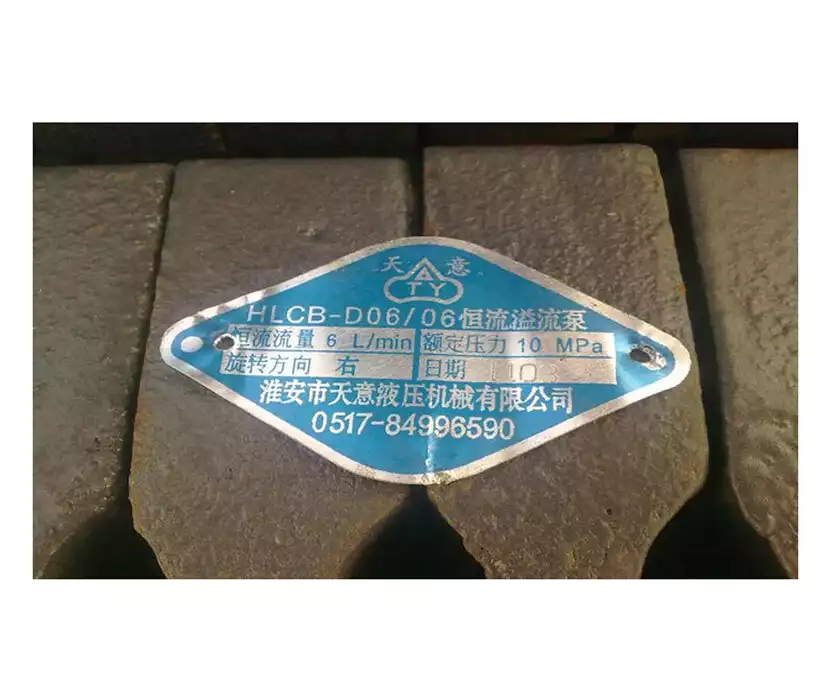 天意
TY
HLCB-D06/06恒流溢流泵
恒流流量 6 L/min 额定压力 10 MPa
旋转方向 右 日期
淮安市天意液压机械有限公司
0517-84996590